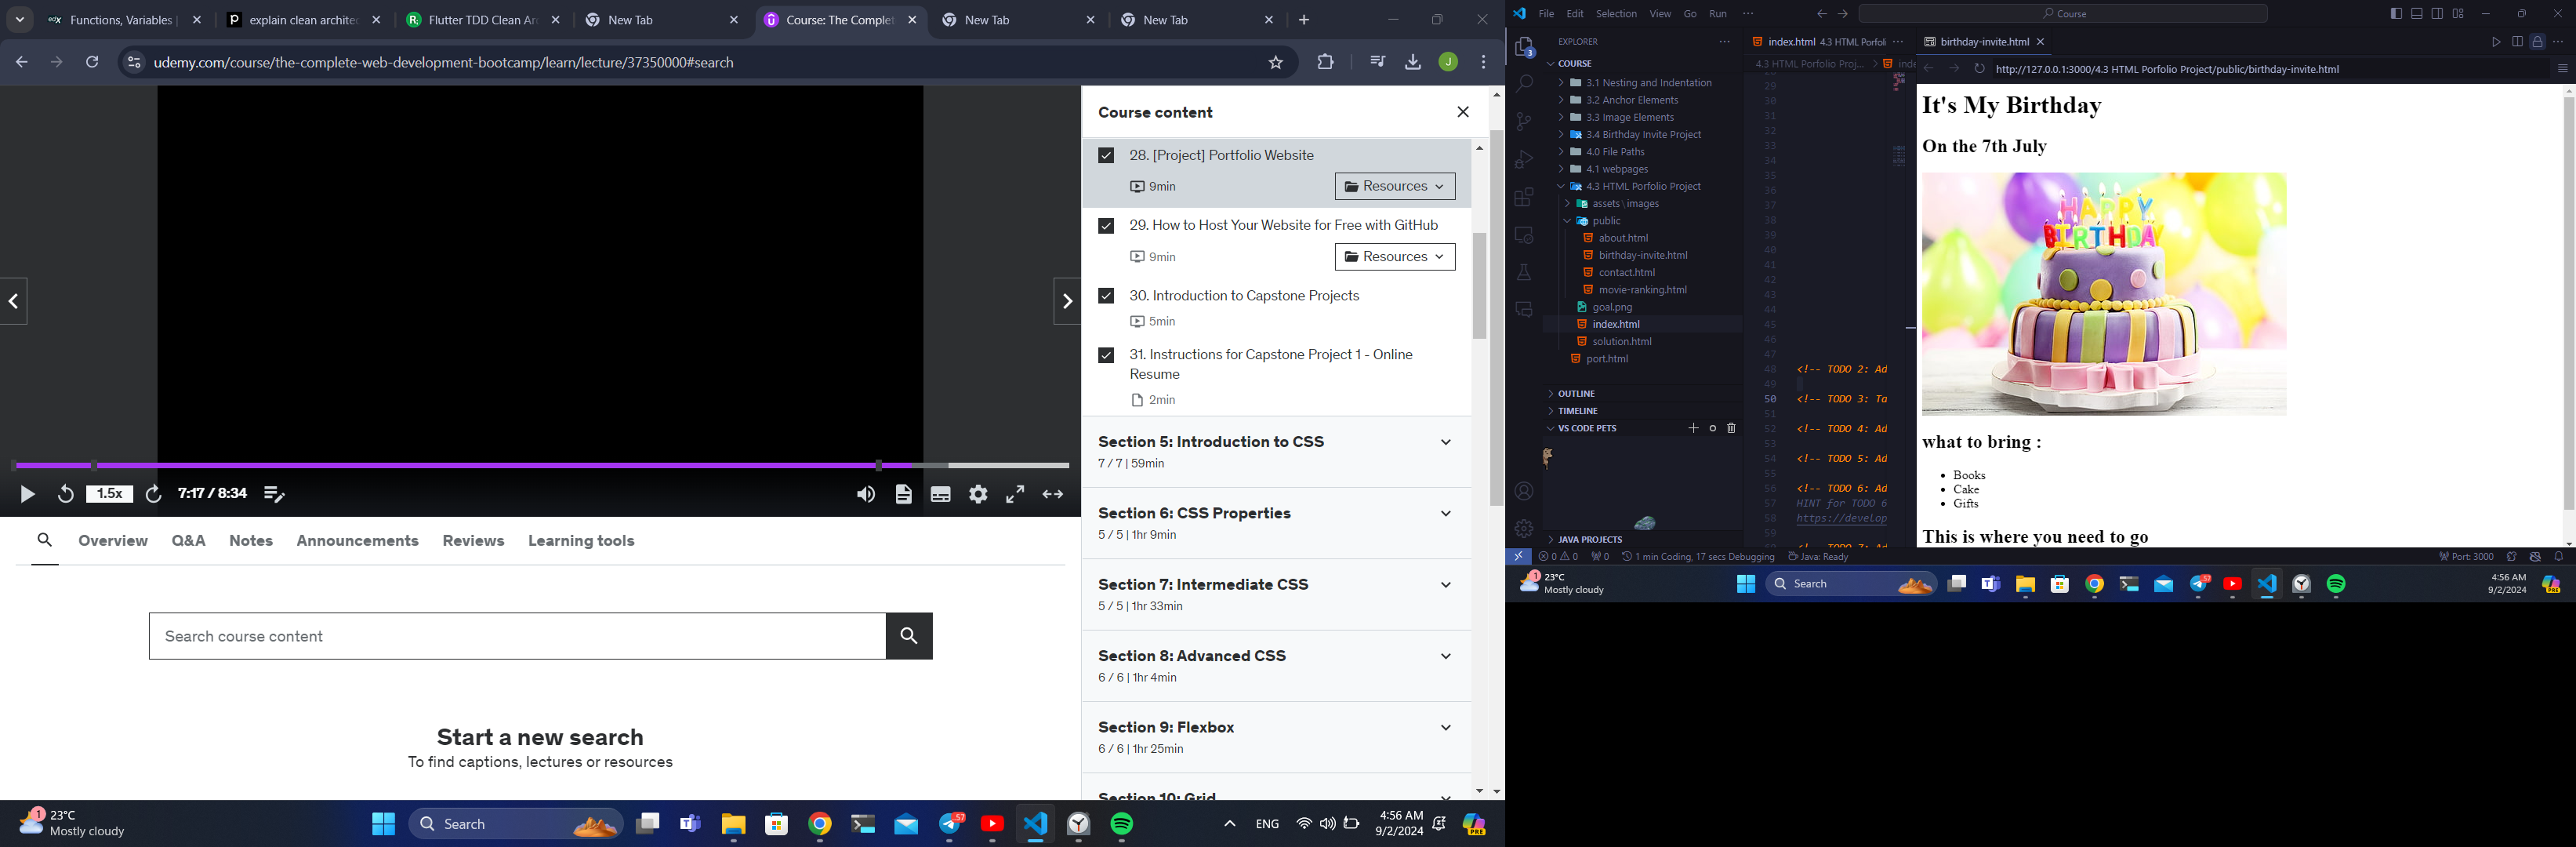 Functions, Variables
explain clean archite
Flutter TDD Clean Arc
New Tab
Course: The Complet
New Tab
New Tab
udemy.com/course/the-complete-web-development-bootcamp/learn/lecture/37350000#search
J
1.5x
7:17 / 8:34
Overview
Q&A
Notes
Announcements
Reviews
Learning tools
Search course content
Start a new search
To find captions, lectures or resources
Course content
28. [Project] Portfolio Website
9min
Resources
29. How to Host Your Website for Free with GitHub
9min
Resources
30. Introduction to Capstone Projects
5min
31. Instructions for Capstone Project 1 - Online
Resume
2min
Section 5: Introduction to CSS
7 / 7 | 59min
Section 6: CSS Properties
5 / 5 | 1hr 9min
Section 7: Intermediate CSS
5 / 5 | 1hr 33min
Section 8: Advanced CSS
6 / 6 | 1hr 4min
Section 9: Flexbox
6 / 6 | 1hr 25min
Section 10: Grid
1
23°C
Mostly cloudy
Search
57
ENG
4:56 AM
9/2/2024
PRE
File Edit Selection View Go Run ···
Course
EXPLORER
3
COURSE
3.1 Nesting and Indentation
3.2 Anchor Elements
3.3 Image Elements
3.4 Birthday Invite Project
4.0 File Paths
4.1 webpages
4.3 HTML Porfolio Project
assets \ images
public
about.html
birthday-invite.html
contact.html
movie-ranking.html
goal.png
index.html
solution.html
port.html
OUTLINE
TIMELINE
VS CODE PETS
JAVA PROJECTS
index.html 4.3 HTML Porfoli
4.3 HTML Porfolio Proj... > inde
29
30
31
32
33
34
35
36
37
38
39
40
41
42
43
44
45
46
47
48 <!-- TODO 2: Ad
49
50 <!-- TODO 3: Ta
51
52 <!-- TODO 4: Ad
53
54 <!-- TODO 5: Ad
55
56 <!-- TODO 6: Ad
57 HINT for TODO 6
58 https://develop
59
birthday-invite.html
http://127.0.0.1:3000/4.3 HTML Porfolio Project/public/birthday-invite.html
It's My Birthday
On the 7th July
HAPPY
BIRTHDAY
what to bring :
Books
Cake
Gifts
This is where you need to go
0 0 0 1 min Coding, 17 secs Debugging Java: Ready
Port: 3000
1
23°C
Mostly cloudy
Search
57
4:56 AM
9/2/2024
PRE